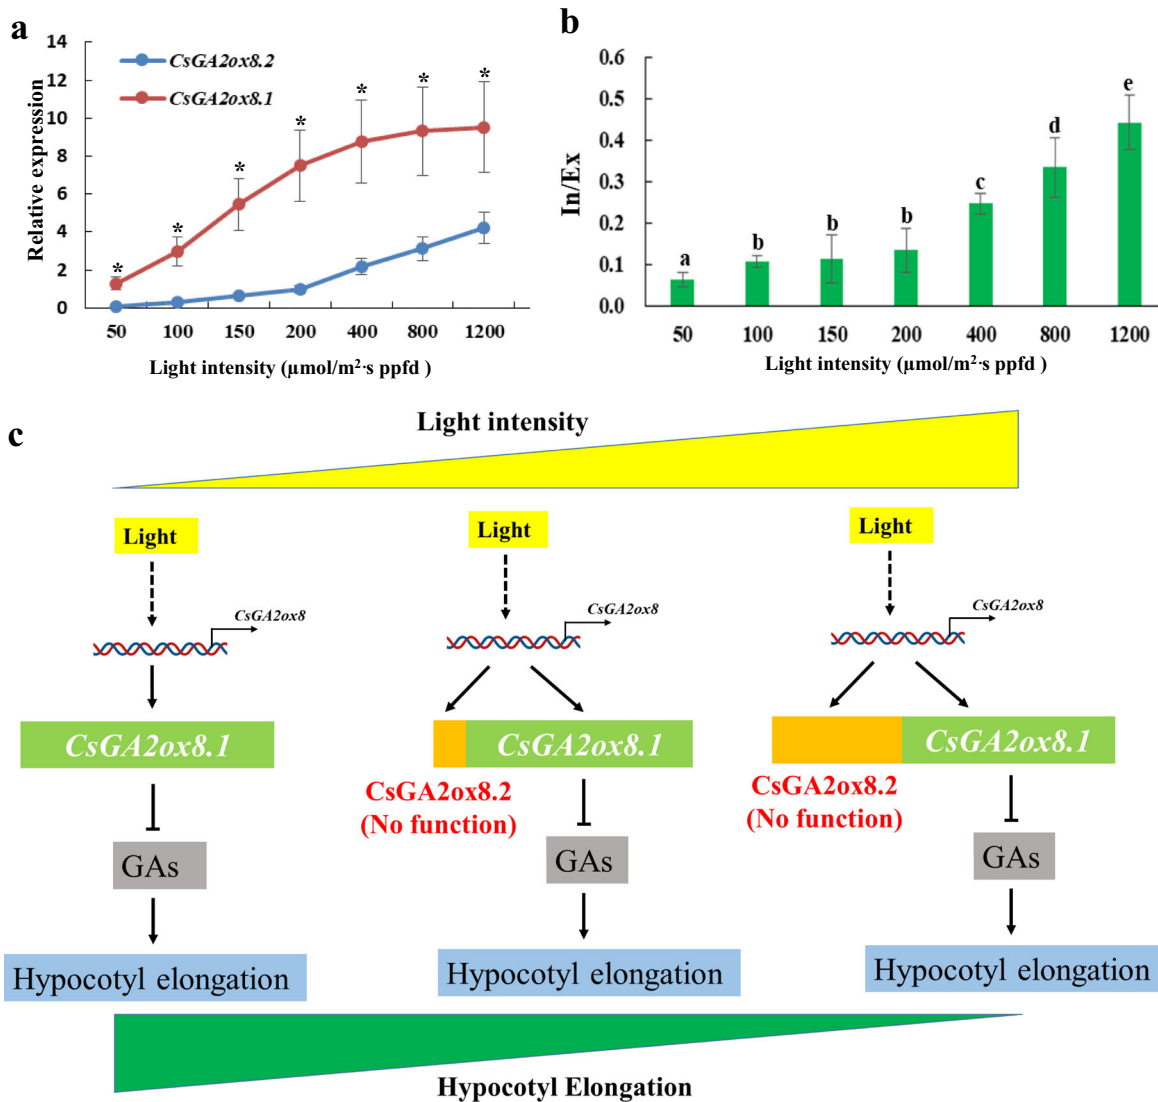 a
14
12
10
8
6
4
2
0
Relative expression
CsGA2ox8.2
CsGA2ox8.1
* * * * * * *
50 100 150 200 400 800 1200
Light intensity (μmol/m²·s ppfd )
b
0.6
0.5
0.4
0.3
0.2
0.1
0.0
In/Ex
a b b b c d e
50 100 150 200 400 800 1200
Light intensity (μmol/m²·s ppfd )
c
Light intensity
Light
CsGA2ox8
CsGA2ox8.1
GAs
Hypocotyl elongation
Light
CsGA2ox8
CsGA2ox8.1
CsGA2ox8.2
(No function)
GAs
Hypocotyl elongation
Light
CsGA2ox8
CsGA2ox8.1
CsGA2ox8.2
(No function)
GAs
Hypocotyl elongation
Hypocotyl Elongation